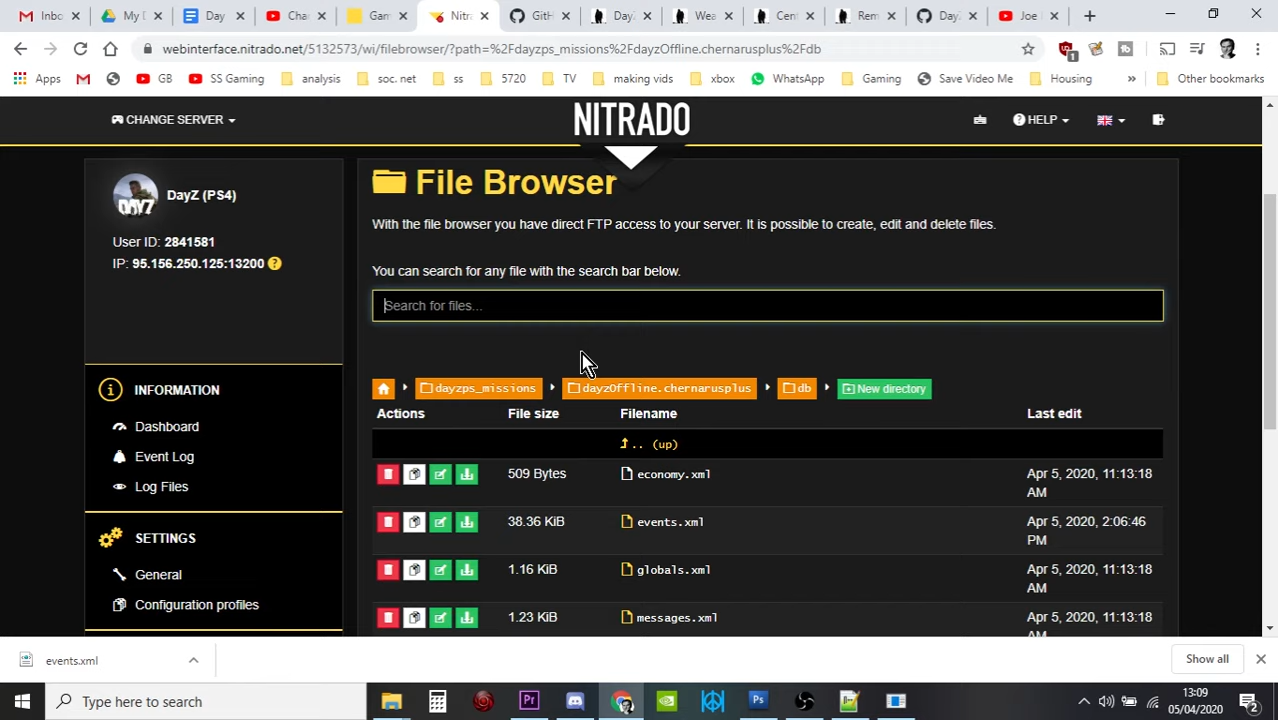 Inbo
My D
Day
Cha
Gam
Nitra
GitH
Day
Wea
Cent
Rem
Day
Joe
webinterface.nitrado.net/5132573/wi/filebrowser/?path=%2Fdayzps_missions%2FdayzOffline.chernarusplus%2Fdb
1
Apps
GB
SS Gaming
analysis
soc. net
ss
5720
TV
making vids
xbox
WhatsApp
Gaming
Save Video Me
Housing
»
Other bookmarks
CHANGE SERVER
NITRADO
HELP
DAYZ
DayZ (PS4)
User ID: 2841581
IP: 95.156.250.125:13200
INFORMATION
Dashboard
Event Log
Log Files
SETTINGS
General
Configuration profiles
File Browser
With the file browser you have direct FTP access to your server. It is possible to create, edit and delete files.
You can search for any file with the search bar below.
Search for files...
dayzps_missions
dayzOffline.chernarusplus
db
New directory
Actions File size Filename Last edit
.. (up)
509 Bytes economy.xml Apr 5, 2020, 11:13:18 AM
38.36 KiB events.xml Apr 5, 2020, 2:06:46 PM
1.16 KiB globals.xml Apr 5, 2020, 11:13:18 AM
1.23 KiB messages.xml Apr 5, 2020, 11:13:18 AM
events.xml
Show all
Type here to search
Pr
Ps
13:09
05/04/2020
2